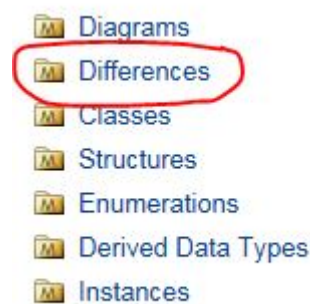 Diagrams
Differences
Classes
Structures
Enumerations
Derived Data Types
Instances